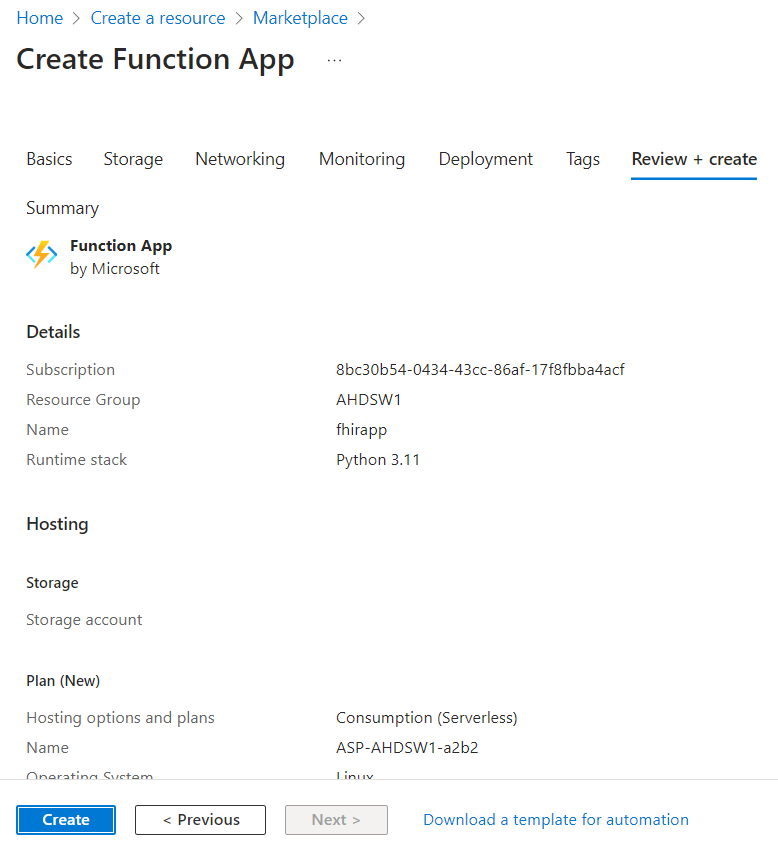 Home > Create a resource > Marketplace >
Create Function App ...
Basics Storage Networking Monitoring Deployment Tags Review + create
Summary
Function App
by Microsoft
Details
Subscription 8bc30b54-0434-43cc-86af-17f8fbba4acf
Resource Group AHDSW1
Name fhirapp
Runtime stack Python 3.11
Hosting
Storage
Storage account
Plan (New)
Hosting options and plans Consumption (Serverless)
Name ASP-AHDSW1-a2b2
Operating System Linux
Create < Previous Next > Download a template for automation